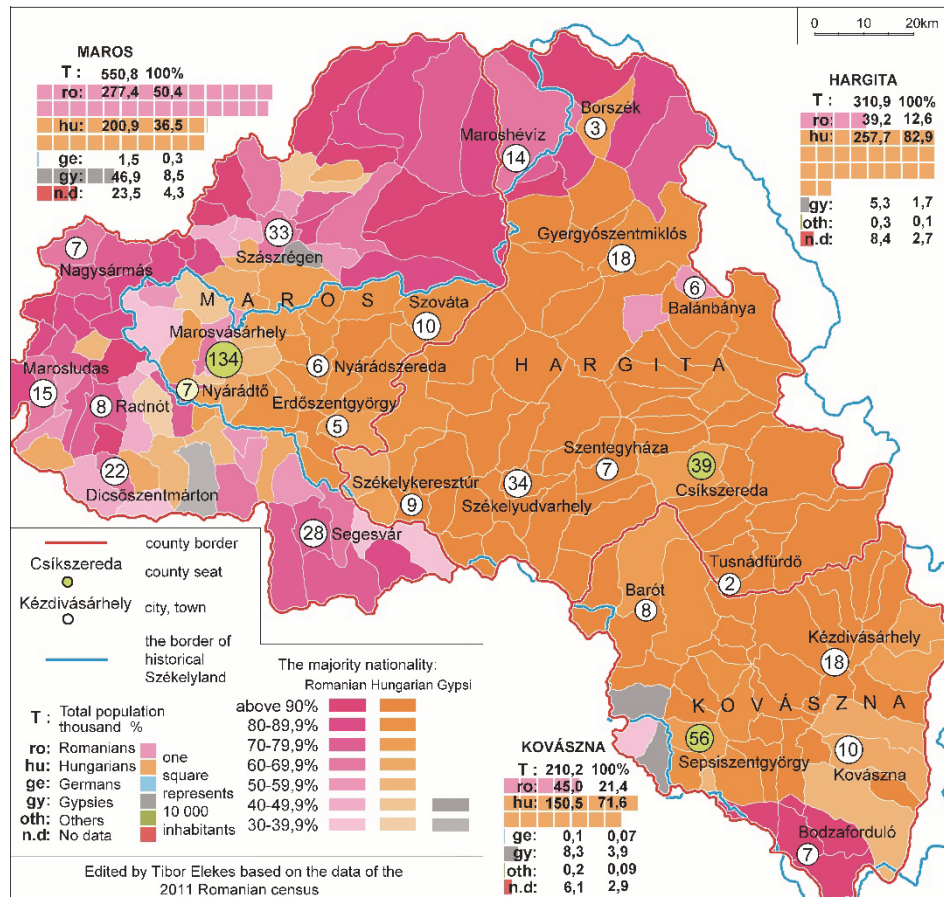 MAROS
T : 550,8 100%
ro: 277,4 50,4
hu: 200,9 36,5
ge: 1,5 0,3
gy: 46,9 8,5
n.d: 23,5 4,3
0 10 20km
HARGITA
T : 310,9 100%
ro: 39,2 12,6
hu: 257,7 82,9
gy: 5,3 1,7
oth: 0,3 0,1
n.d: 8,4 2,7
Borszék
3
Maroshévíz
14
33
Szászrégen
7
Nagysármás
Gyergyószentmiklós
18
6
Balánbánya
M A R O S
Szováta
10
Marosvásárhely
134
H A R G I T A
6 Nyárádszereda
Marosludas
15
7 Nyárádtő
8 Radnót
Erdőszentgyörgy
5
Szentegyháza
7
39
Csíkszereda
22
Dicsőszentmárton
Székelykeresztúr
9
34
Székelyudvarhely
28 Segesvár
Tusnádfürdő
2
Barót
8
Kézdivásárhely
18
K O V Á S Z N A
56
Sepsiszentgyörgy
10
Kovászna
Bodzaforduló
7
county border
Csíkszereda
county seat
Kézdivásárhely
city, town
the border of
historical
Székelyland
T : Total population
thousand %
ro: Romanians
hu: Hungarians
ge: Germans
gy: Gypsies
oth: Others
n.d: No data
one
square
represents
10 000
inhabitants
The majority nationality:
Romanian Hungarian Gypsi
above 90%
80-89,9%
70-79,9%
60-69,9%
50-59,9%
40-49,9%
30-39,9%
KOVÁSZNA
T : 210,2 100%
ro: 45,0 21,4
hu: 150,5 71,6
ge: 0,1 0,07
gy: 8,3 3,9
oth: 0,2 0,09
n.d: 6,1 2,9
Edited by Tibor Elekes based on the data of the
2011 Romanian census